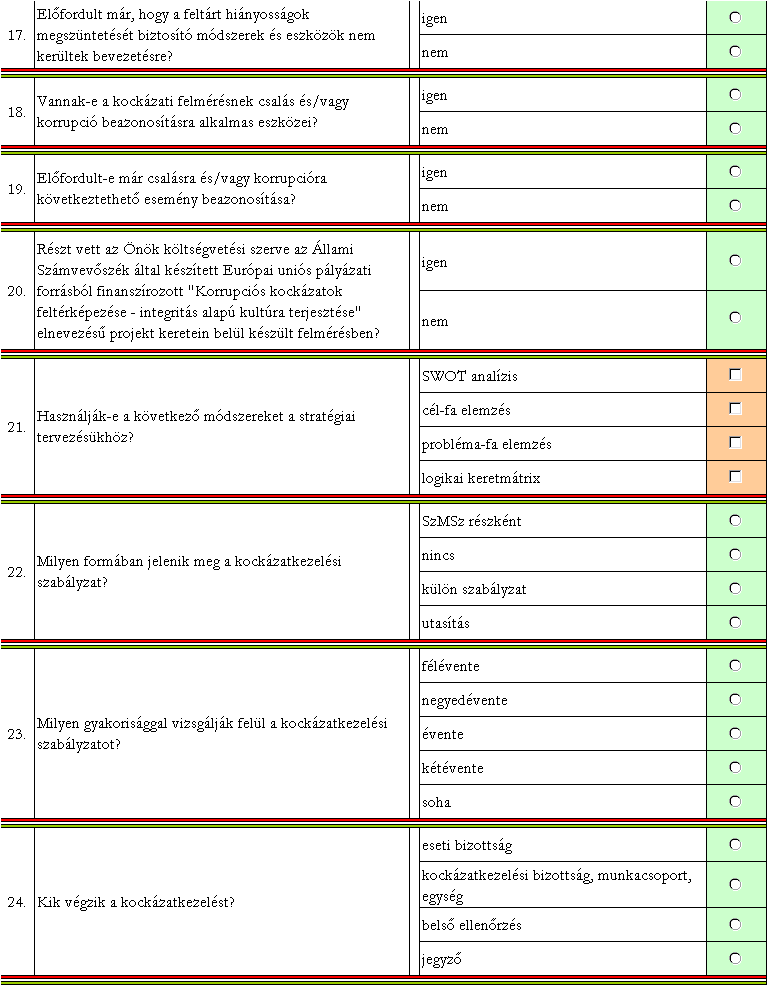 17.
Előfordult már, hogy a feltárt hiányosságok
megszüntetését biztosító módszerek és eszközök nem
kerültek bevezetésre?
igen
nem
18.
Vannak-e a kockázati felmérésnek csalás és/vagy
korrupció beazonosításra alkalmas eszközei?
igen
nem
19.
Előfordult-e már csalásra és/vagy korrupcióra
következtethető esemény beazonosítása?
igen
nem
20.
Részt vett az Önök költségvetési szerve az Állami
Számvevőszék által készített Európai uniós pályázati
forrásból finanszírozott "Korrupciós kockázatok
feltérképezése - integritás alapú kultúra terjesztése"
elnevezésű projekt keretein belül készült felmérésben?
igen
nem
21.
Használják-e a következő módszereket a stratégiai
tervezésükhöz?
SWOT analízis
cél-fa elemzés
probléma-fa elemzés
logikai keretmátrix
22.
Milyen formában jelenik meg a kockázatkezelési
szabályzat?
SzMSz részként
nincs
külön szabályzat
utasítás
23.
Milyen gyakorisággal vizsgálják felül a kockázatkezelési
szabályzatot?
félévente
negyedévente
évente
kétévente
soha
24.
Kik végzik a kockázatkezelést?
eseti bizottság
kockázatkezelési bizottság, munkacsoport,
egység
belső ellenőrzés
jegyző